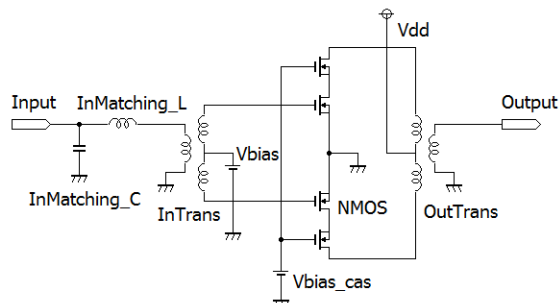 Vdd
Input
InMatching_L
Output
Vbias
InMatching_C
InTrans
NMOS
OutTrans
Vbias_cas